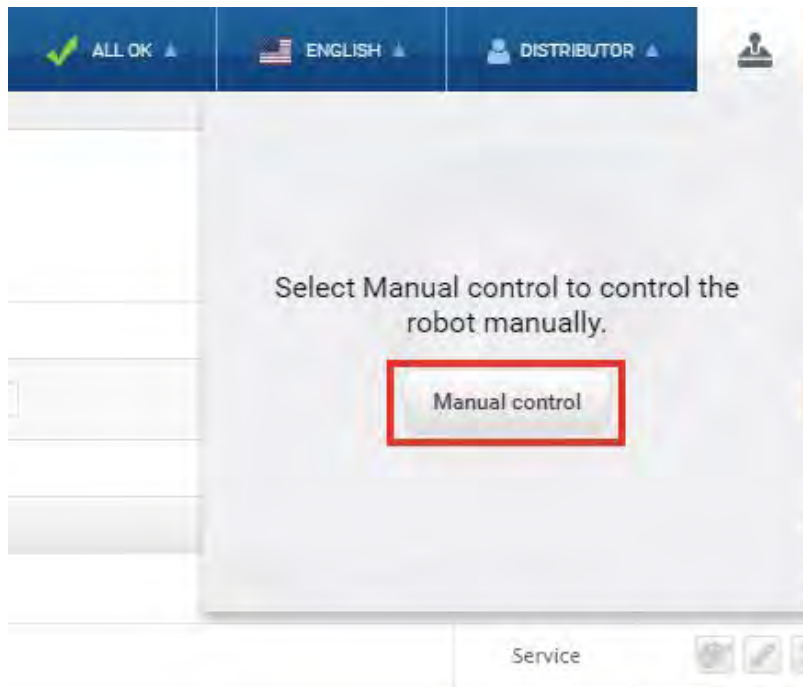 ALL OK
ENGLISH
DISTRIBUTOR
Select Manual control to control the
robot manually.
Manual control
Service